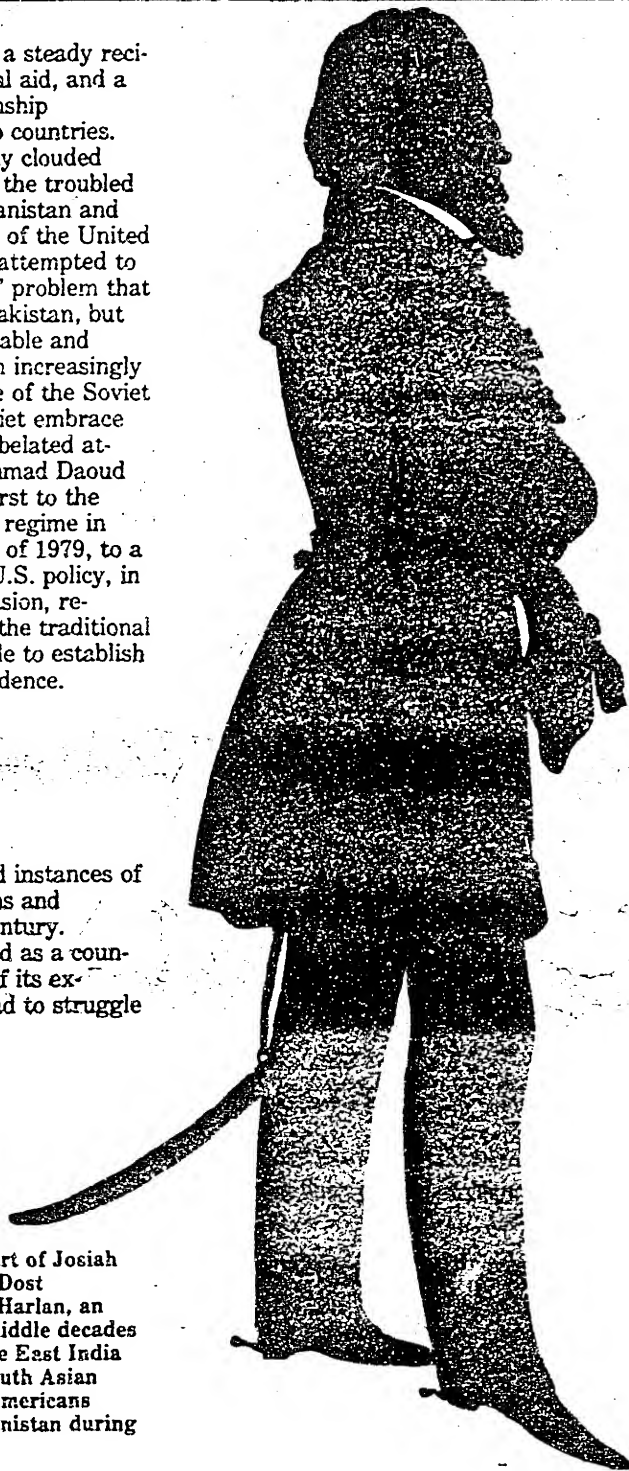 a steady reci-
al aid, and a
nship
o countries.
y clouded
the troubled
anistan and
of the United
attempted to
" problem that
akistan, but
able and
n increasingly
e of the Soviet
iet embrace
belated at-
mad Daoud
rst to the
regime in
of 1979, to a
U.S. policy, in
sion, re-
the traditional
le to establish
dence.
d instances of
ns and
entury.
d as a coun-
f its ex-
d to struggle
rt of Josiah
Dost
Harlan, an
iddle decades
e East India
uth Asian
mericans
nistan during